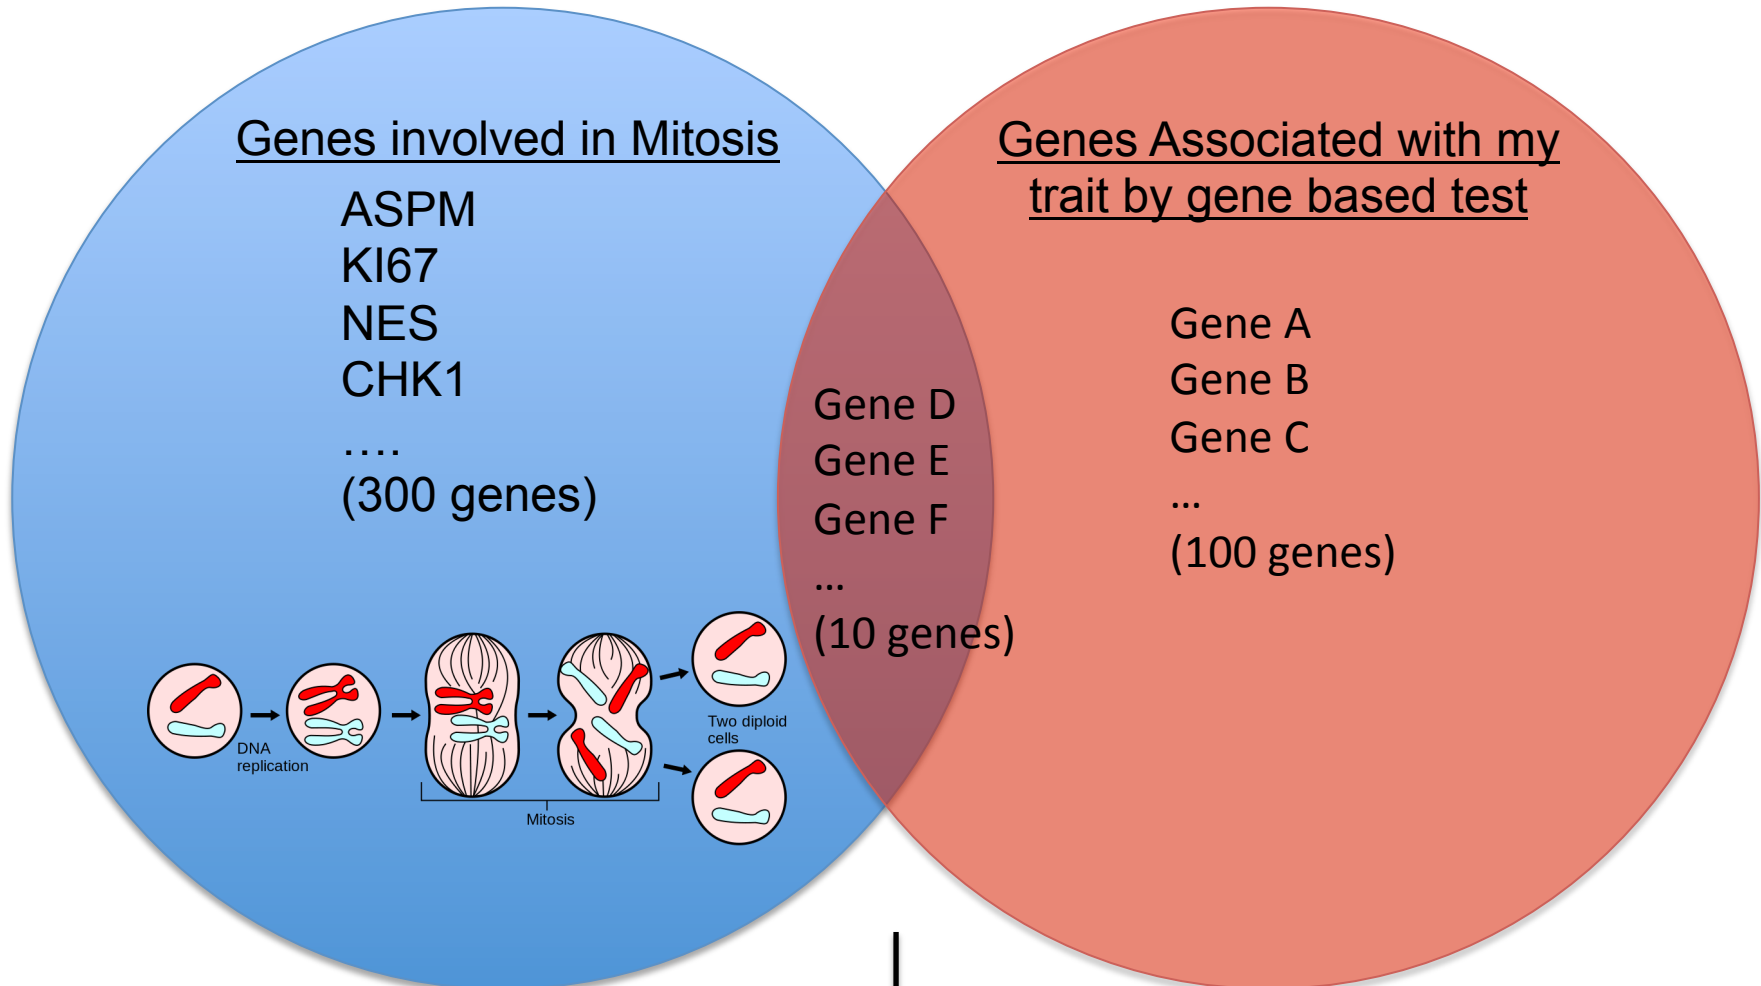 Genes involved in Mitosis
ASPM
KI67
NES
CHK1
....
(300 genes)
Genes Associated with my
trait by gene based test
Gene A
Gene B
Gene C
...
(100 genes)
Gene D
Gene E
Gene F
...
(10 genes)
DNA
replication
Mitosis
Two diploid
cells